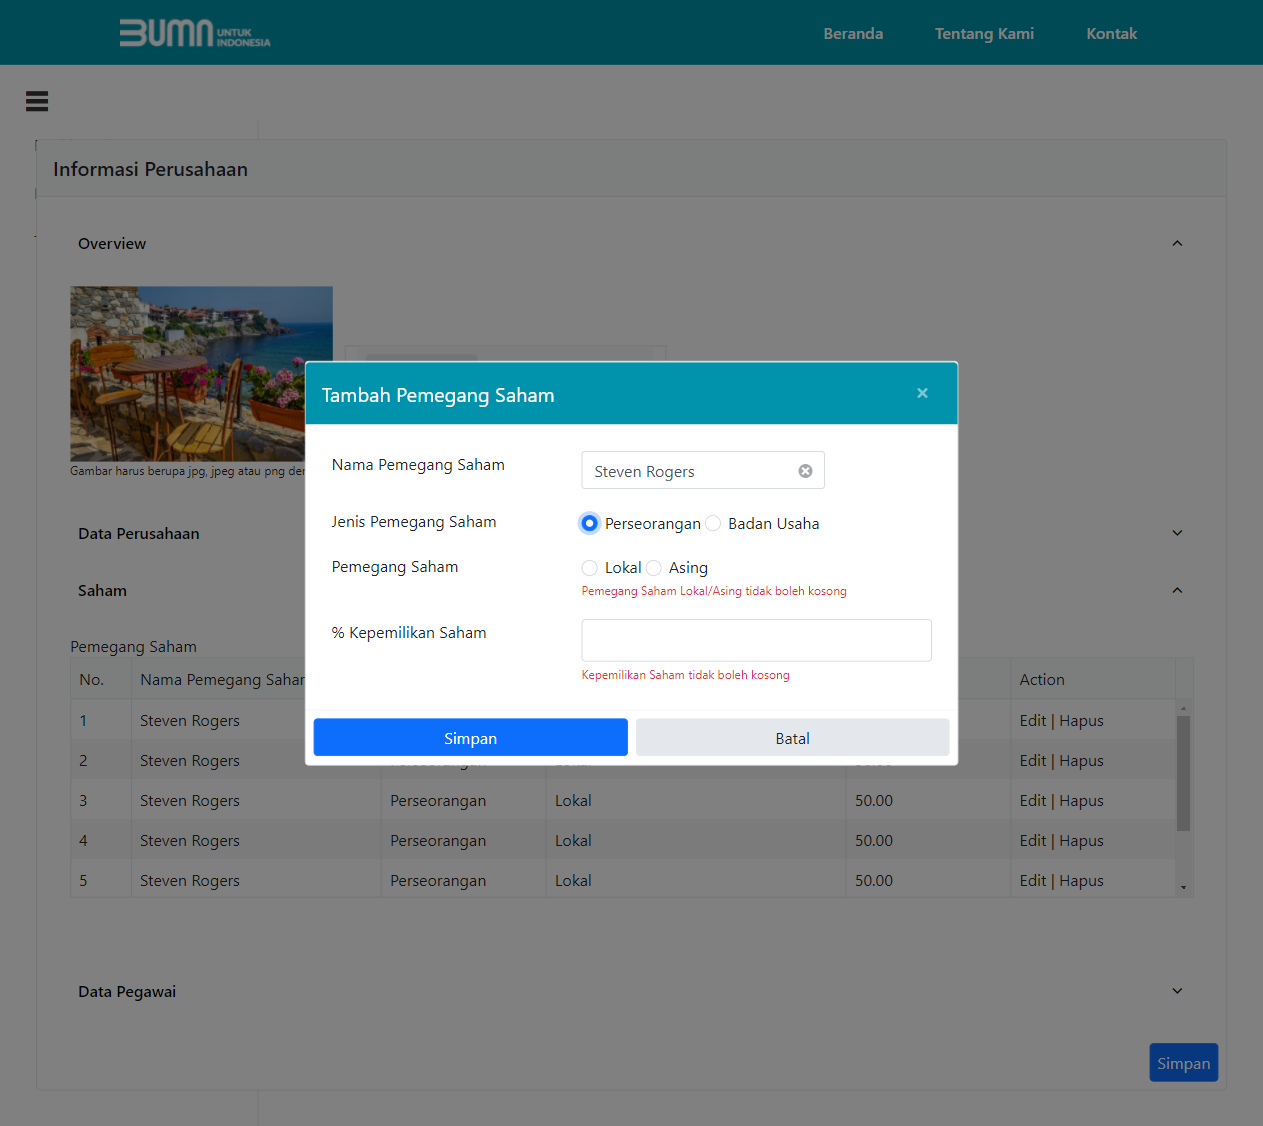 BUMN UNTUK INDONESIA
Beranda Tentang Kami Kontak
Informasi Perusahaan
Overview
Gambar harus berupa jpg, jpeg atau png
Tambah Pemegang Saham ×
Nama Pemegang Saham Steven Rogers
Jenis Pemegang Saham Perseorangan Badan Usaha
Pemegang Saham Lokal Asing
Pemegang Saham Lokal/Asing tidak boleh kosong
% Kepemilikan Saham
Kepemilikan Saham tidak boleh kosong
Simpan Batal
Data Perusahaan
Saham
Pemegang Saham
No. Nama Pemegang Saham Action
1 Steven Rogers Edit | Hapus
2 Steven Rogers Edit | Hapus
3 Steven Rogers Perseorangan Lokal 50.00 Edit | Hapus
4 Steven Rogers Perseorangan Lokal 50.00 Edit | Hapus
5 Steven Rogers Perseorangan Lokal 50.00 Edit | Hapus
Data Pegawai
Simpan